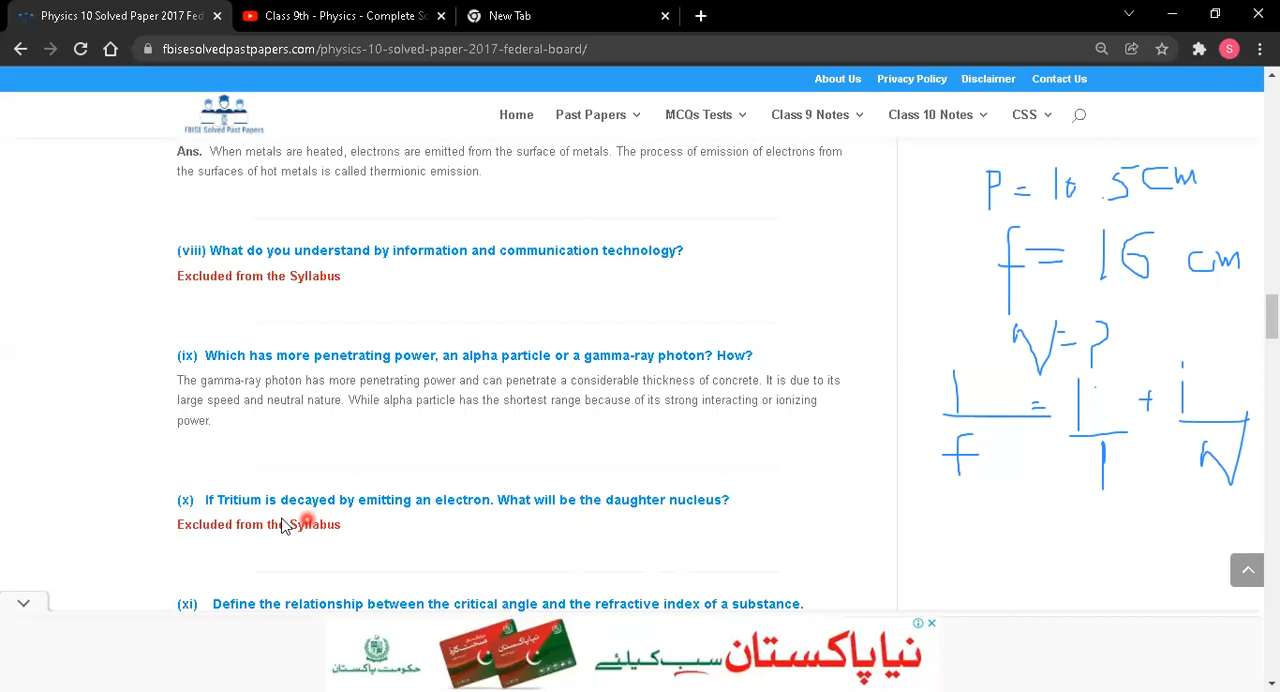 Physics 10 Solved Paper 2017 Fed
Class 9th - Physics - Complete So
New Tab
fbisesolvedpastpapers.com/physics-10-solved-paper-2017-federal-board/
S
About Us Privacy Policy Disclaimer Contact Us
FBISE Solved Past Papers
Home Past Papers MCQs Tests Class 9 Notes Class 10 Notes CSS
Ans. When metals are heated, electrons are emitted from the surface of metals. The process of emission of electrons from
the surfaces of hot metals is called thermionic emission.
(viii) What do you understand by information and communication technology?
Excluded from the Syllabus
(ix) Which has more penetrating power, an alpha particle or a gamma-ray photon? How?
The gamma-ray photon has more penetrating power and can penetrate a considerable thickness of concrete. It is due to its
large speed and neutral nature. While alpha particle has the shortest range because of its strong interacting or ionizing
power.
(x) If Tritium is decayed by emitting an electron. What will be the daughter nucleus?
Excluded from the Syllabus
(xi) Define the relationship between the critical angle and the refractive index of a substance.
P = 10.5 cm
f = 16 cm
= ?
1 = 1 + 1
f
حکومت پاکستان
نیا پاکستان
صحت کارڈ
سب کیلئے
نیا پاکستان